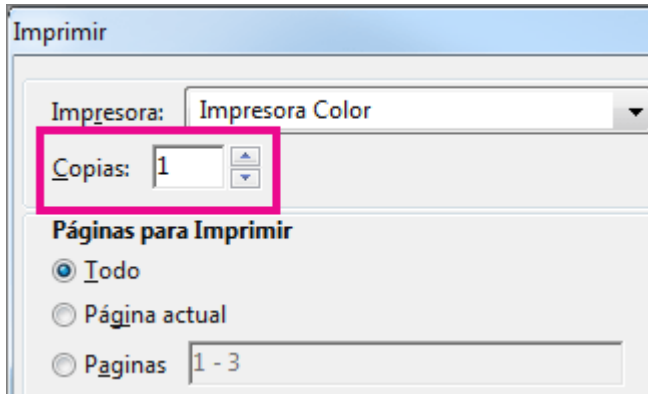 Imprimir
Impresora: Impresora Color
Copias: 1
Páginas para Imprimir
Todo
Página actual
Paginas 1 - 3